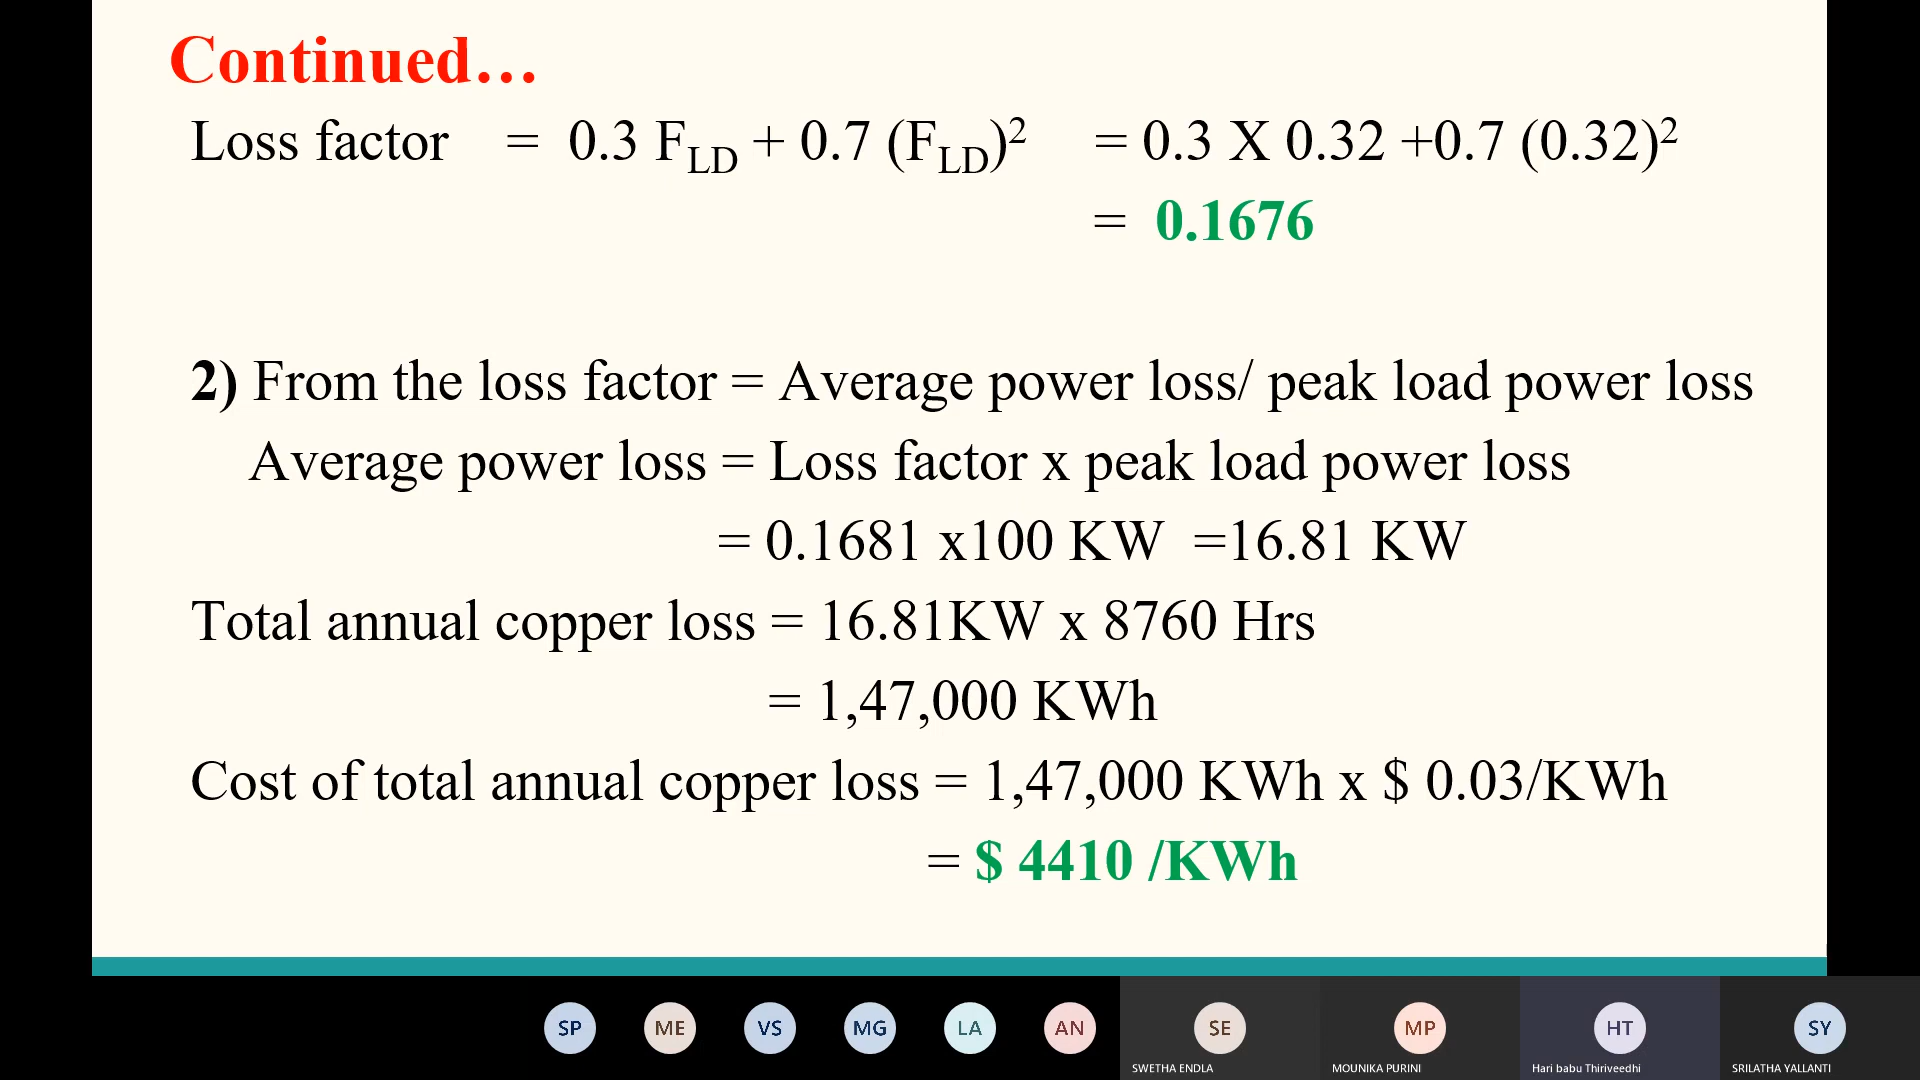 Continued…
Loss factor = 0.3 F_LD + 0.7 (F_LD)² = 0.3 X 0.32 +0.7 (0.32)²
= 0.1676
2) From the loss factor = Average power loss/ peak load power loss
Average power loss = Loss factor x peak load power loss
= 0.1681 x100 KW =16.81 KW
Total annual copper loss = 16.81KW x 8760 Hrs
= 1,47,000 KWh
Cost of total annual copper loss = 1,47,000 KWh x $ 0.03/KWh
= $ 4410 /KWh
SP ME VS MG LA AN SE MP HT SY
SWETHA ENDLA MOUNIKA PURINI Hari babu Thiriveedhi SRILATHA YALLANTI